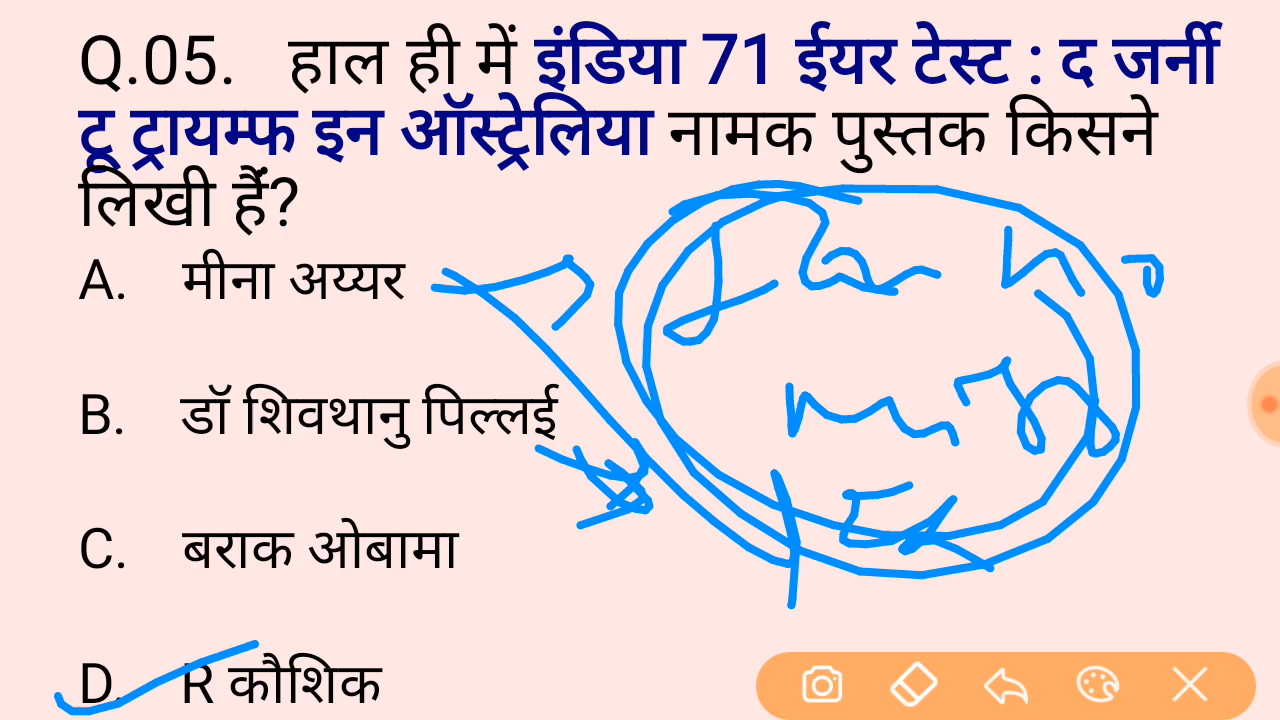 Q.05. हाल ही में इंडिया 71 ईयर टेस्ट : द जर्नी
टू ट्रायम्फ इन ऑस्ट्रेलिया नामक पुस्तक किसने
लिखी हैं?
A. मीना अय्यर
B. डॉ शिवथानु पिल्लई
C. बराक ओबामा
D. R कौशिक